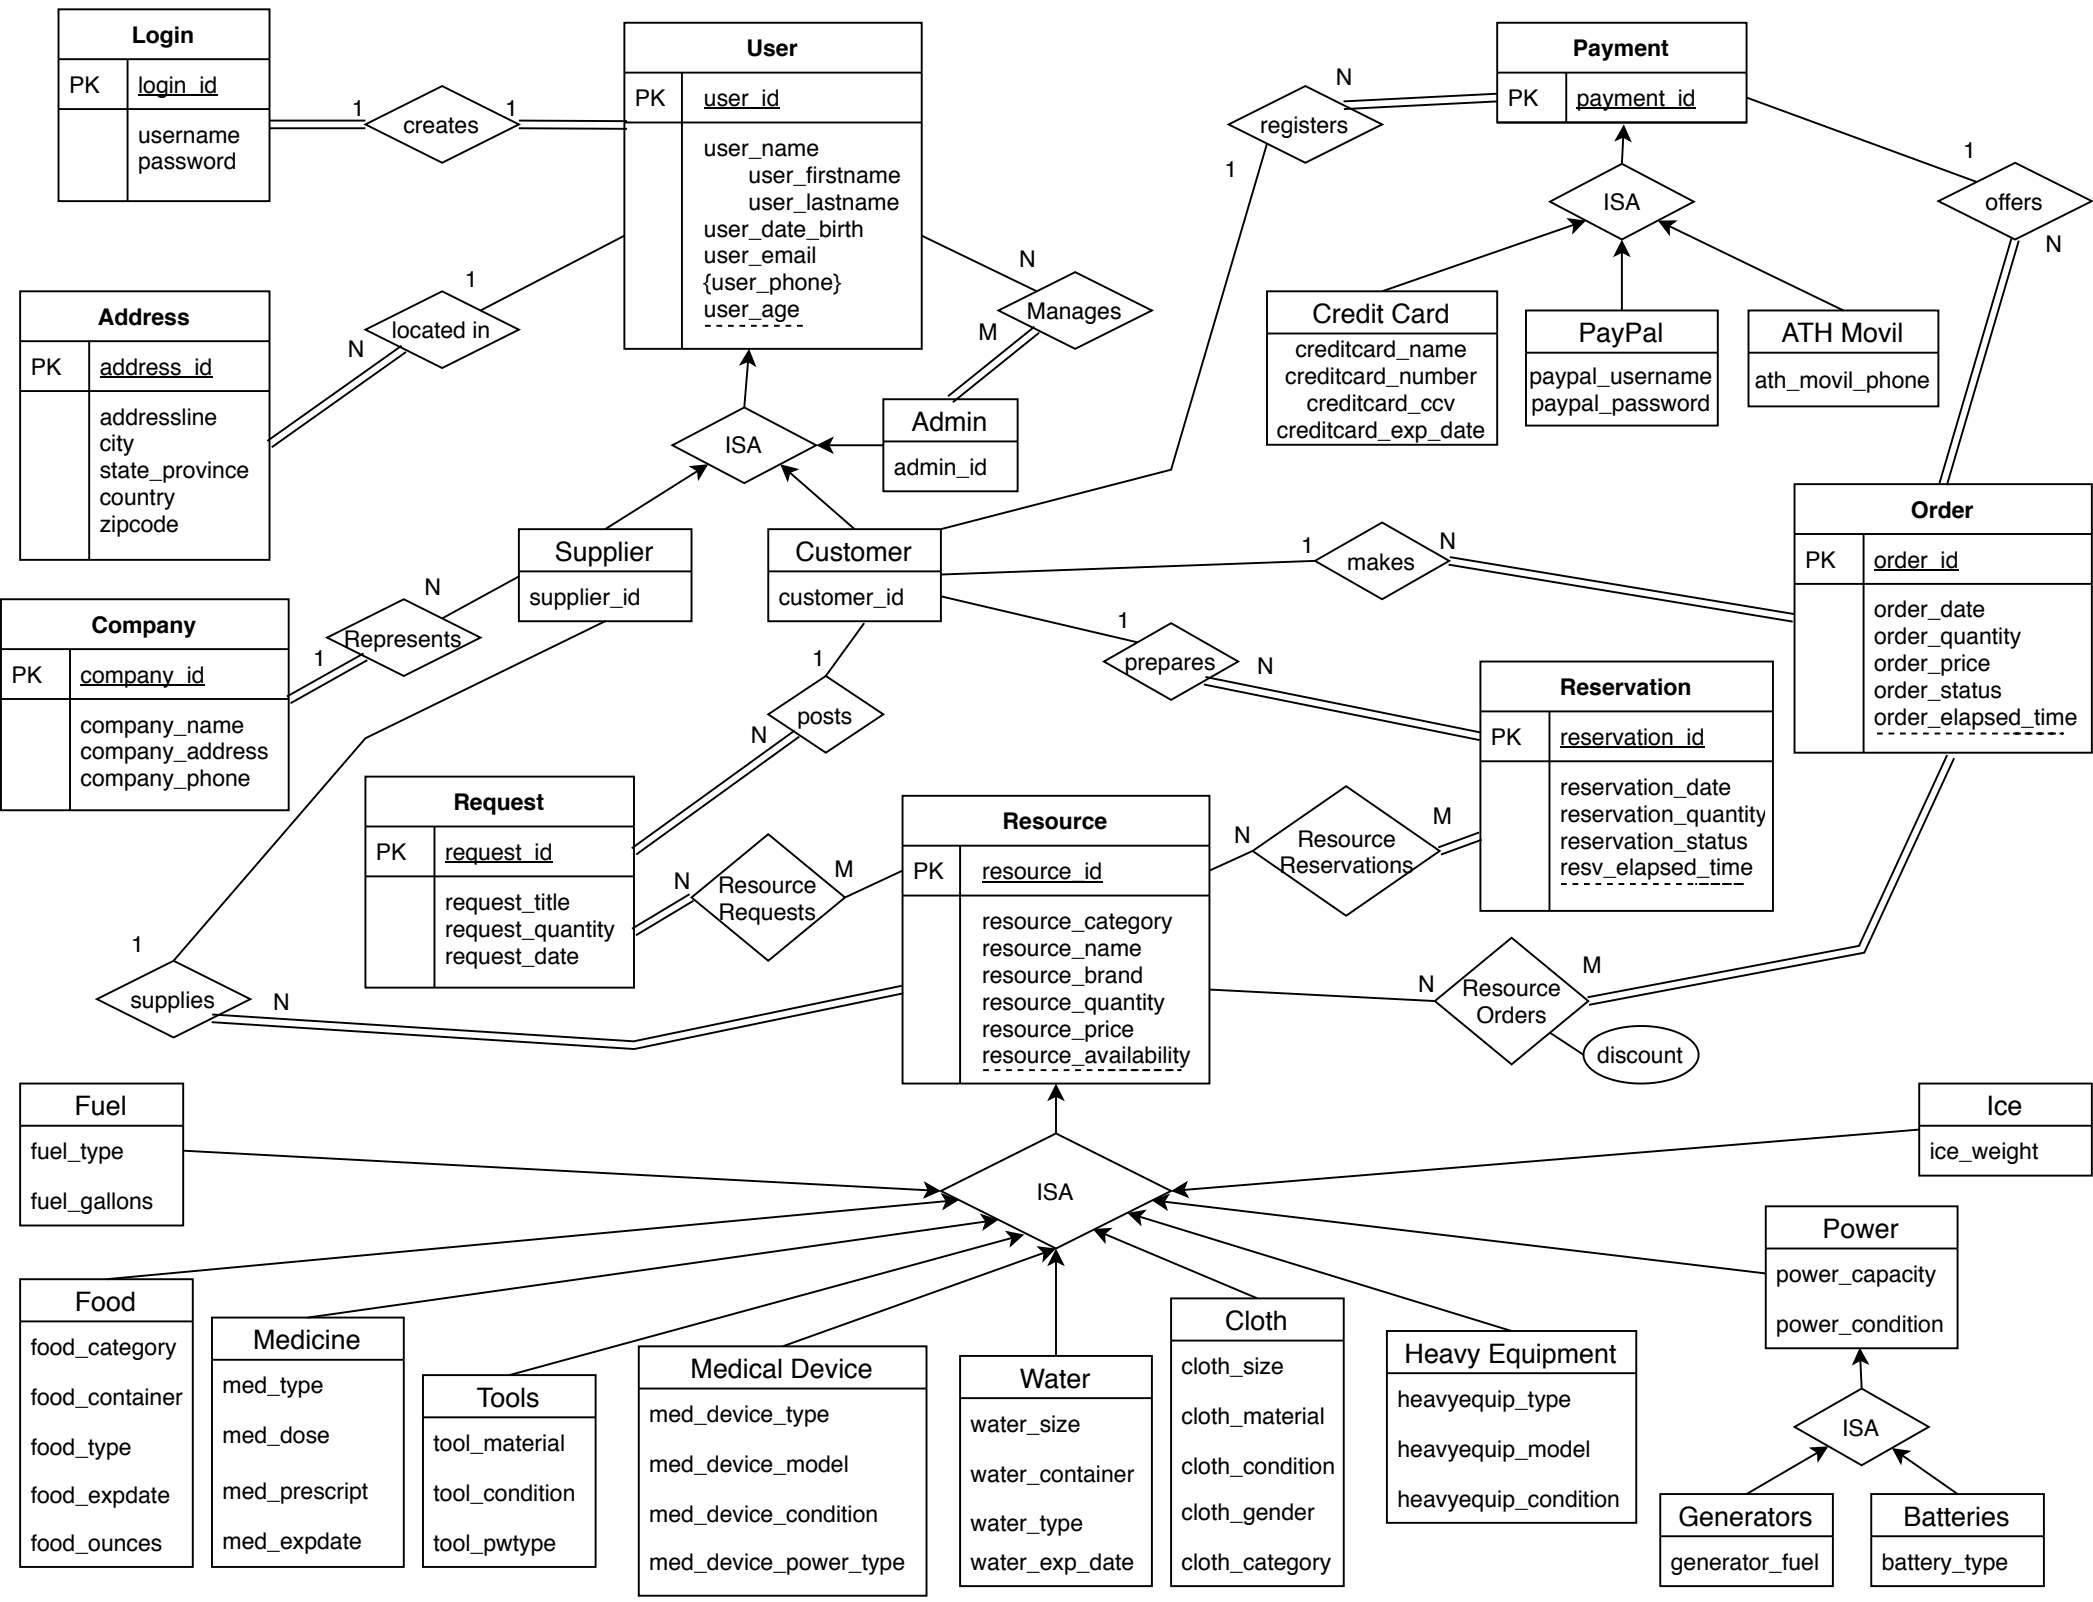 Login
PK login_id
username
password
1
creates
1
User
PK user_id
user_name
user_firstname
user_lastname
user_date_birth
user_email
{user_phone}
user_age
N
registers
1
Payment
PK payment_id
ISA
1
offers
N
Credit Card
creditcard_name
creditcard_number
creditcard_ccv
creditcard_exp_date
PayPal
paypal_username
paypal_password
ATH Movil
ath_movil_phone
Address
PK address_id
addressline
city
state_province
country
zipcode
1
located in
N
N
Manages
M
ISA
Admin
admin_id
Supplier
supplier_id
Customer
customer_id
1
makes
N
Order
PK order_id
order_date
order_quantity
order_price
order_status
order_elapsed_time
Company
PK company_id
company_name
company_address
company_phone
N
Represents
1
1
posts
N
1
prepares
N
Reservation
PK reservation_id
reservation_date
reservation_quantity
reservation_status
resv_elapsed_time
Request
PK request_id
request_title
request_quantity
request_date
N
Resource
Requests
M
Resource
PK resource_id
resource_category
resource_name
resource_brand
resource_quantity
resource_price
resource_availability
N
Resource
Reservations
M
1
supplies
N
N
Resource
Orders
M
discount
Fuel
fuel_type
fuel_gallons
ISA
Ice
ice_weight
Food
food_category
food_container
food_type
food_expdate
food_ounces
Medicine
med_type
med_dose
med_prescript
med_expdate
Tools
tool_material
tool_condition
tool_pwtype
Medical Device
med_device_type
med_device_model
med_device_condition
med_device_power_type
Water
water_size
water_container
water_type
water_exp_date
Cloth
cloth_size
cloth_material
cloth_condition
cloth_gender
cloth_category
Heavy Equipment
heavyequip_type
heavyequip_model
heavyequip_condition
Power
power_capacity
power_condition
ISA
Generators
generator_fuel
Batteries
battery_type